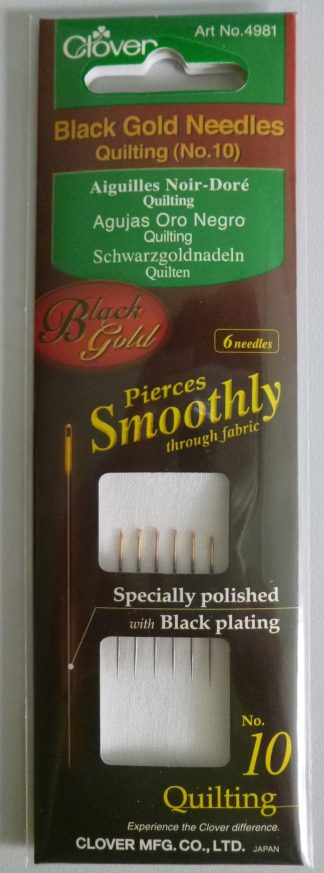 Art No.4981
Clover
Black Gold Needles
Quilting (No.10)
Aiguilles Noir-Doré
Quilting
Agujas Oro Negro
Quilting
Schwarzgoldnadeln
Quilten
Black
Gold
6 needles
Pierces
Smoothly
through fabric
Specially polished
with Black plating
No.
10
Quilting
Experience the Clover difference.
CLOVER MFG. CO., LTD. JAPAN